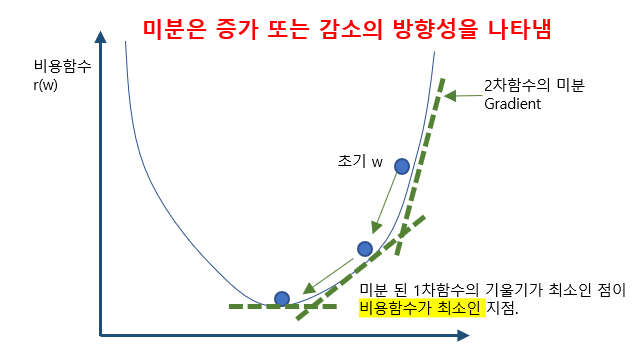 미분은 증가 또는 감소의 방향성을 나타냄
비용함수
r(w)
2차함수의 미분
Gradient
초기 w
미분 된 1차함수의 기울기가 최소인 점이
비용함수가 최소인 지점.